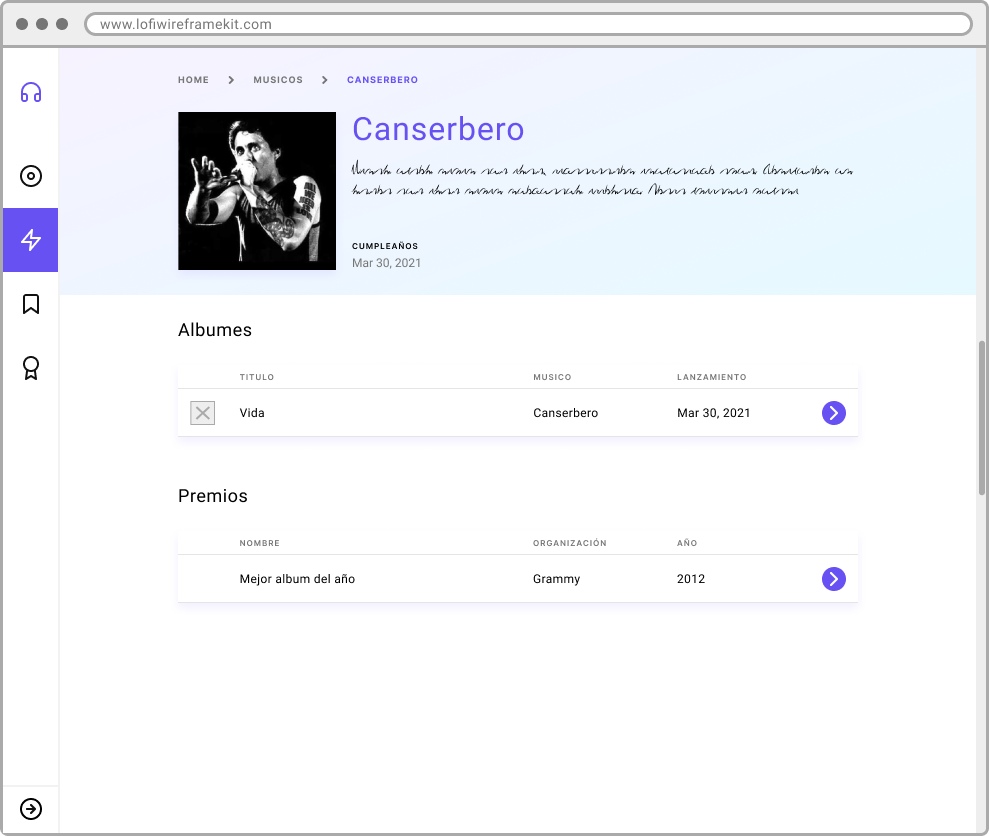 www.lofiwireframekit.com
HOME > MUSICOS > CANSERBERO
Canserbero
CUMPLEAÑOS
Mar 30, 2021
Albumes
TITULO MUSICO LANZAMIENTO
Vida Canserbero Mar 30, 2021
Premios
NOMBRE ORGANIZACIÓN AÑO
Mejor album del año Grammy 2012